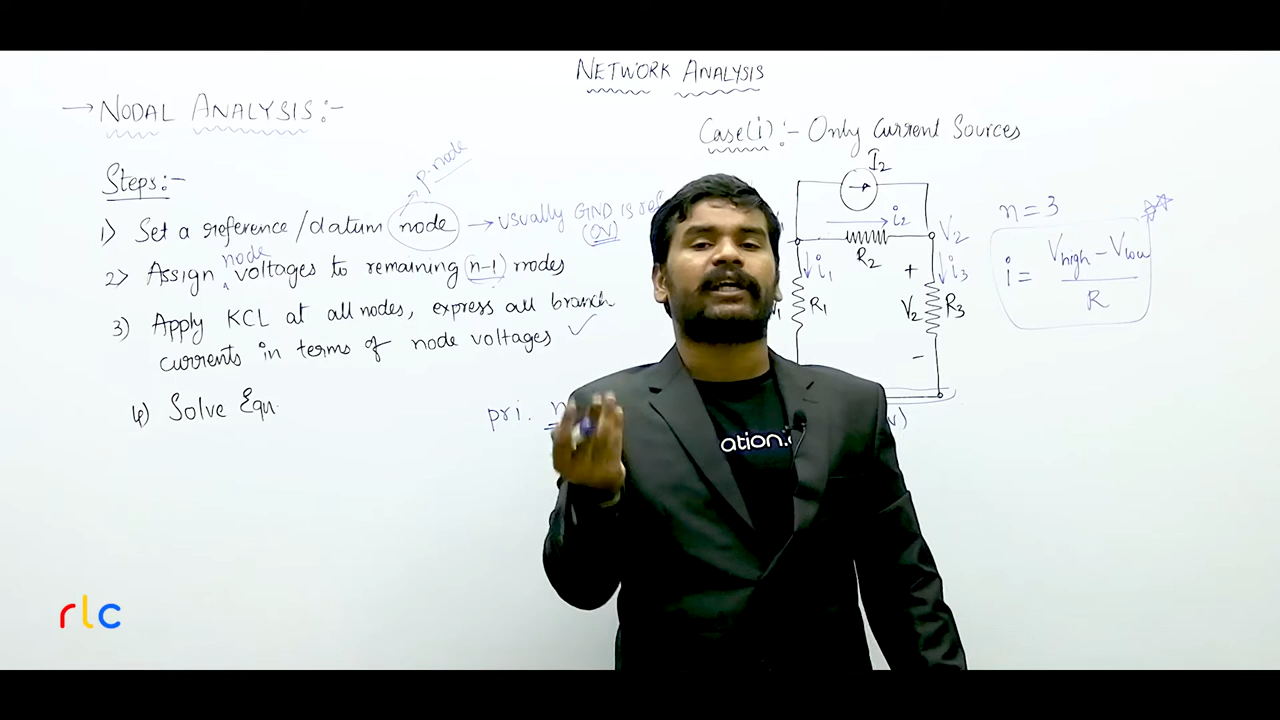 NETWORK ANALYSIS
→ NODAL ANALYSIS:-
Steps:-
p.node
1) Set a reference/datum node → usually GND is
(0V)
node
2) Assign voltages to remaining (n-1) nodes
3) Apply KCL at all nodes, express all branch
currents in terms of node voltages ✓
4) Solve Eqn
pri. n
Case(i):- Only Current Sources
I2
i2
V2
R2
i1
i3
R1
+
V2
R3
-
n=3
i = Vhigh - Vlow
R
ation.
rlc